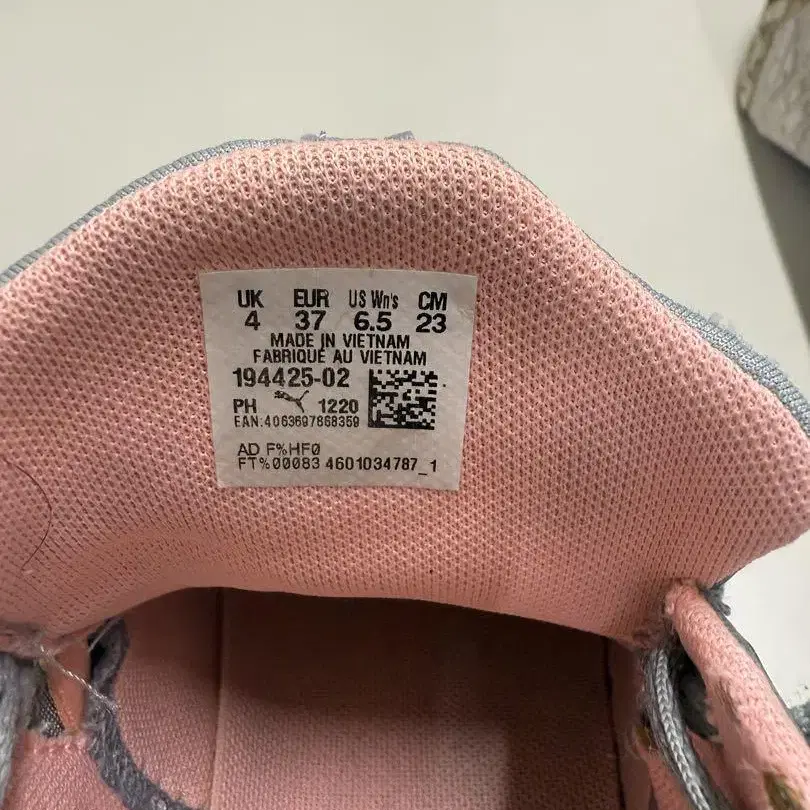 UK EUR US Wn's CM
4 37 6.5 23
MADE IN VIETNAM
FABRIQUÉ AU VIETNAM
194425-02
PH 1220
EAN:4063697868359
AD F%HF0
FT%00083 4601034787_1